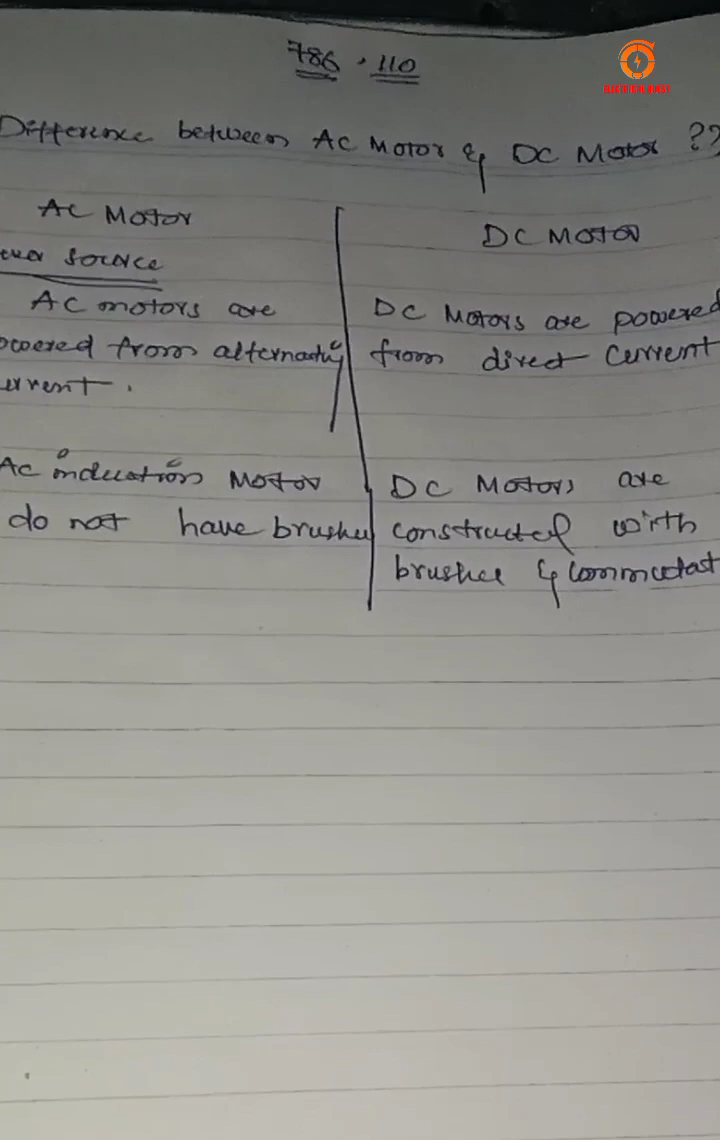 786 . 110
Difference between AC Motor & DC Motor ??
AC Motor
DC Motor
source
AC motors are
powered from alternating
current.
DC Motors are powered
from direct current
AC induction Motor
do not have brushes
DC Motors are
constructed with
brushes &